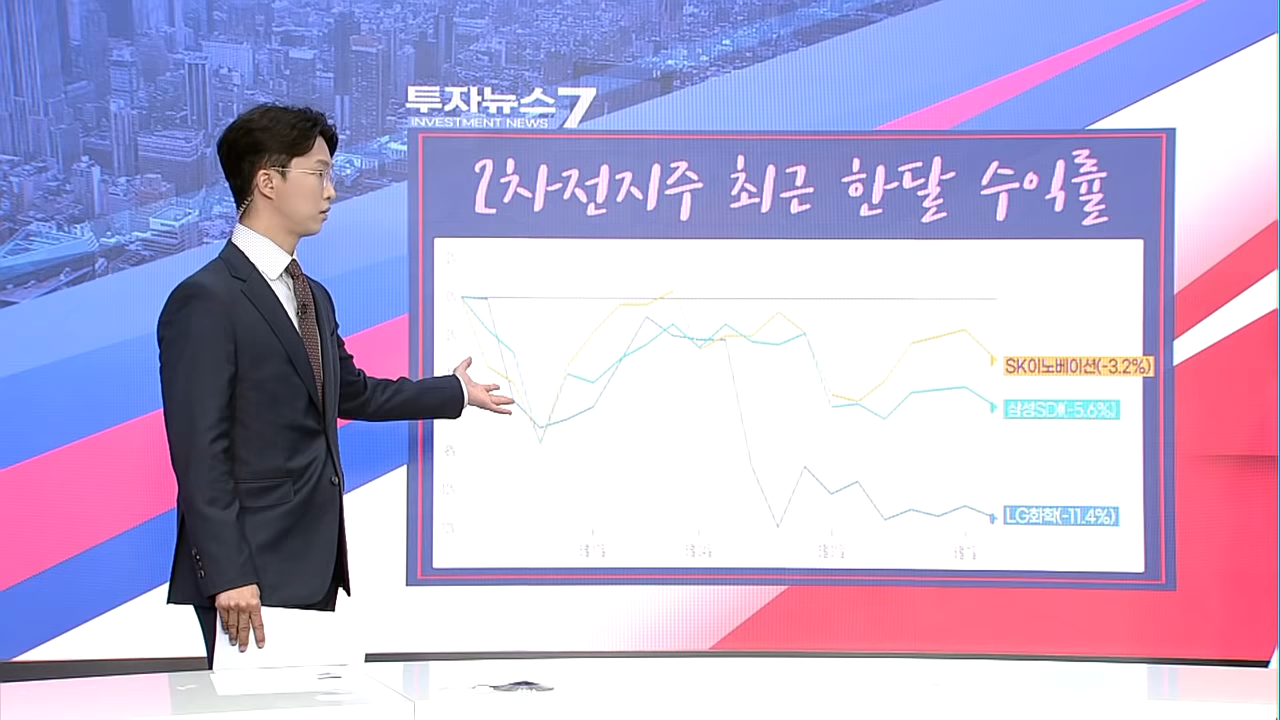 투자뉴스7
INVESTMENT NEWS
2차전지주 최근 한달 수익률
SK이노베이션(-3.2%)
삼성SDI(-5.6%)
LG화학(-11.4%)